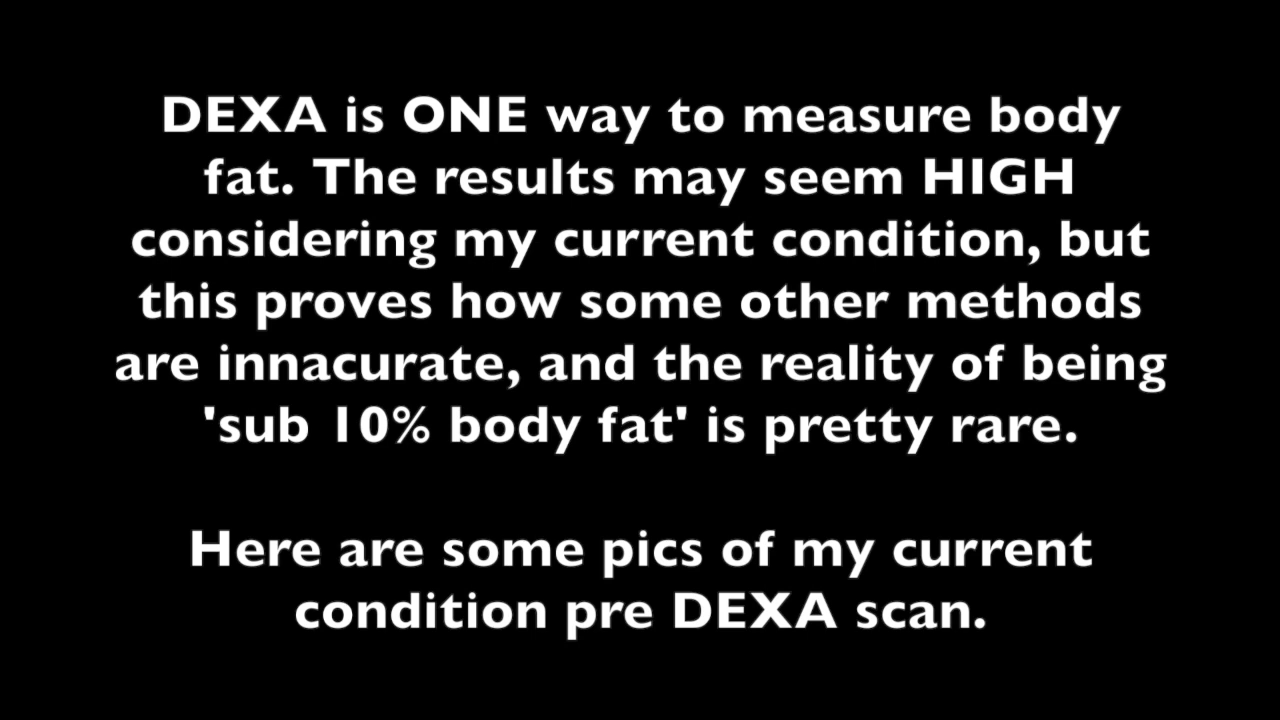 DEXA is ONE way to measure body
fat. The results may seem HIGH
considering my current condition, but
this proves how some other methods
are innacurate, and the reality of being
'sub 10% body fat' is pretty rare.
Here are some pics of my current
condition pre DEXA scan.